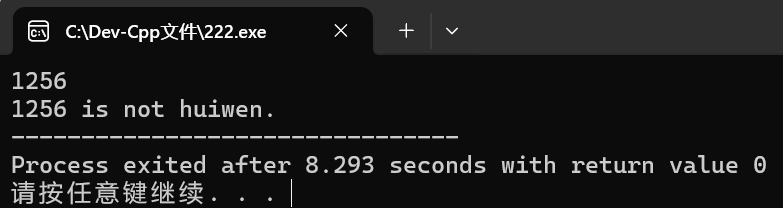 C:\Dev-Cpp文件\222.exe
1256
1256 is not huiwen.
--------------------------------
Process exited after 8.293 seconds with return value 0
请按任意键继续. . .